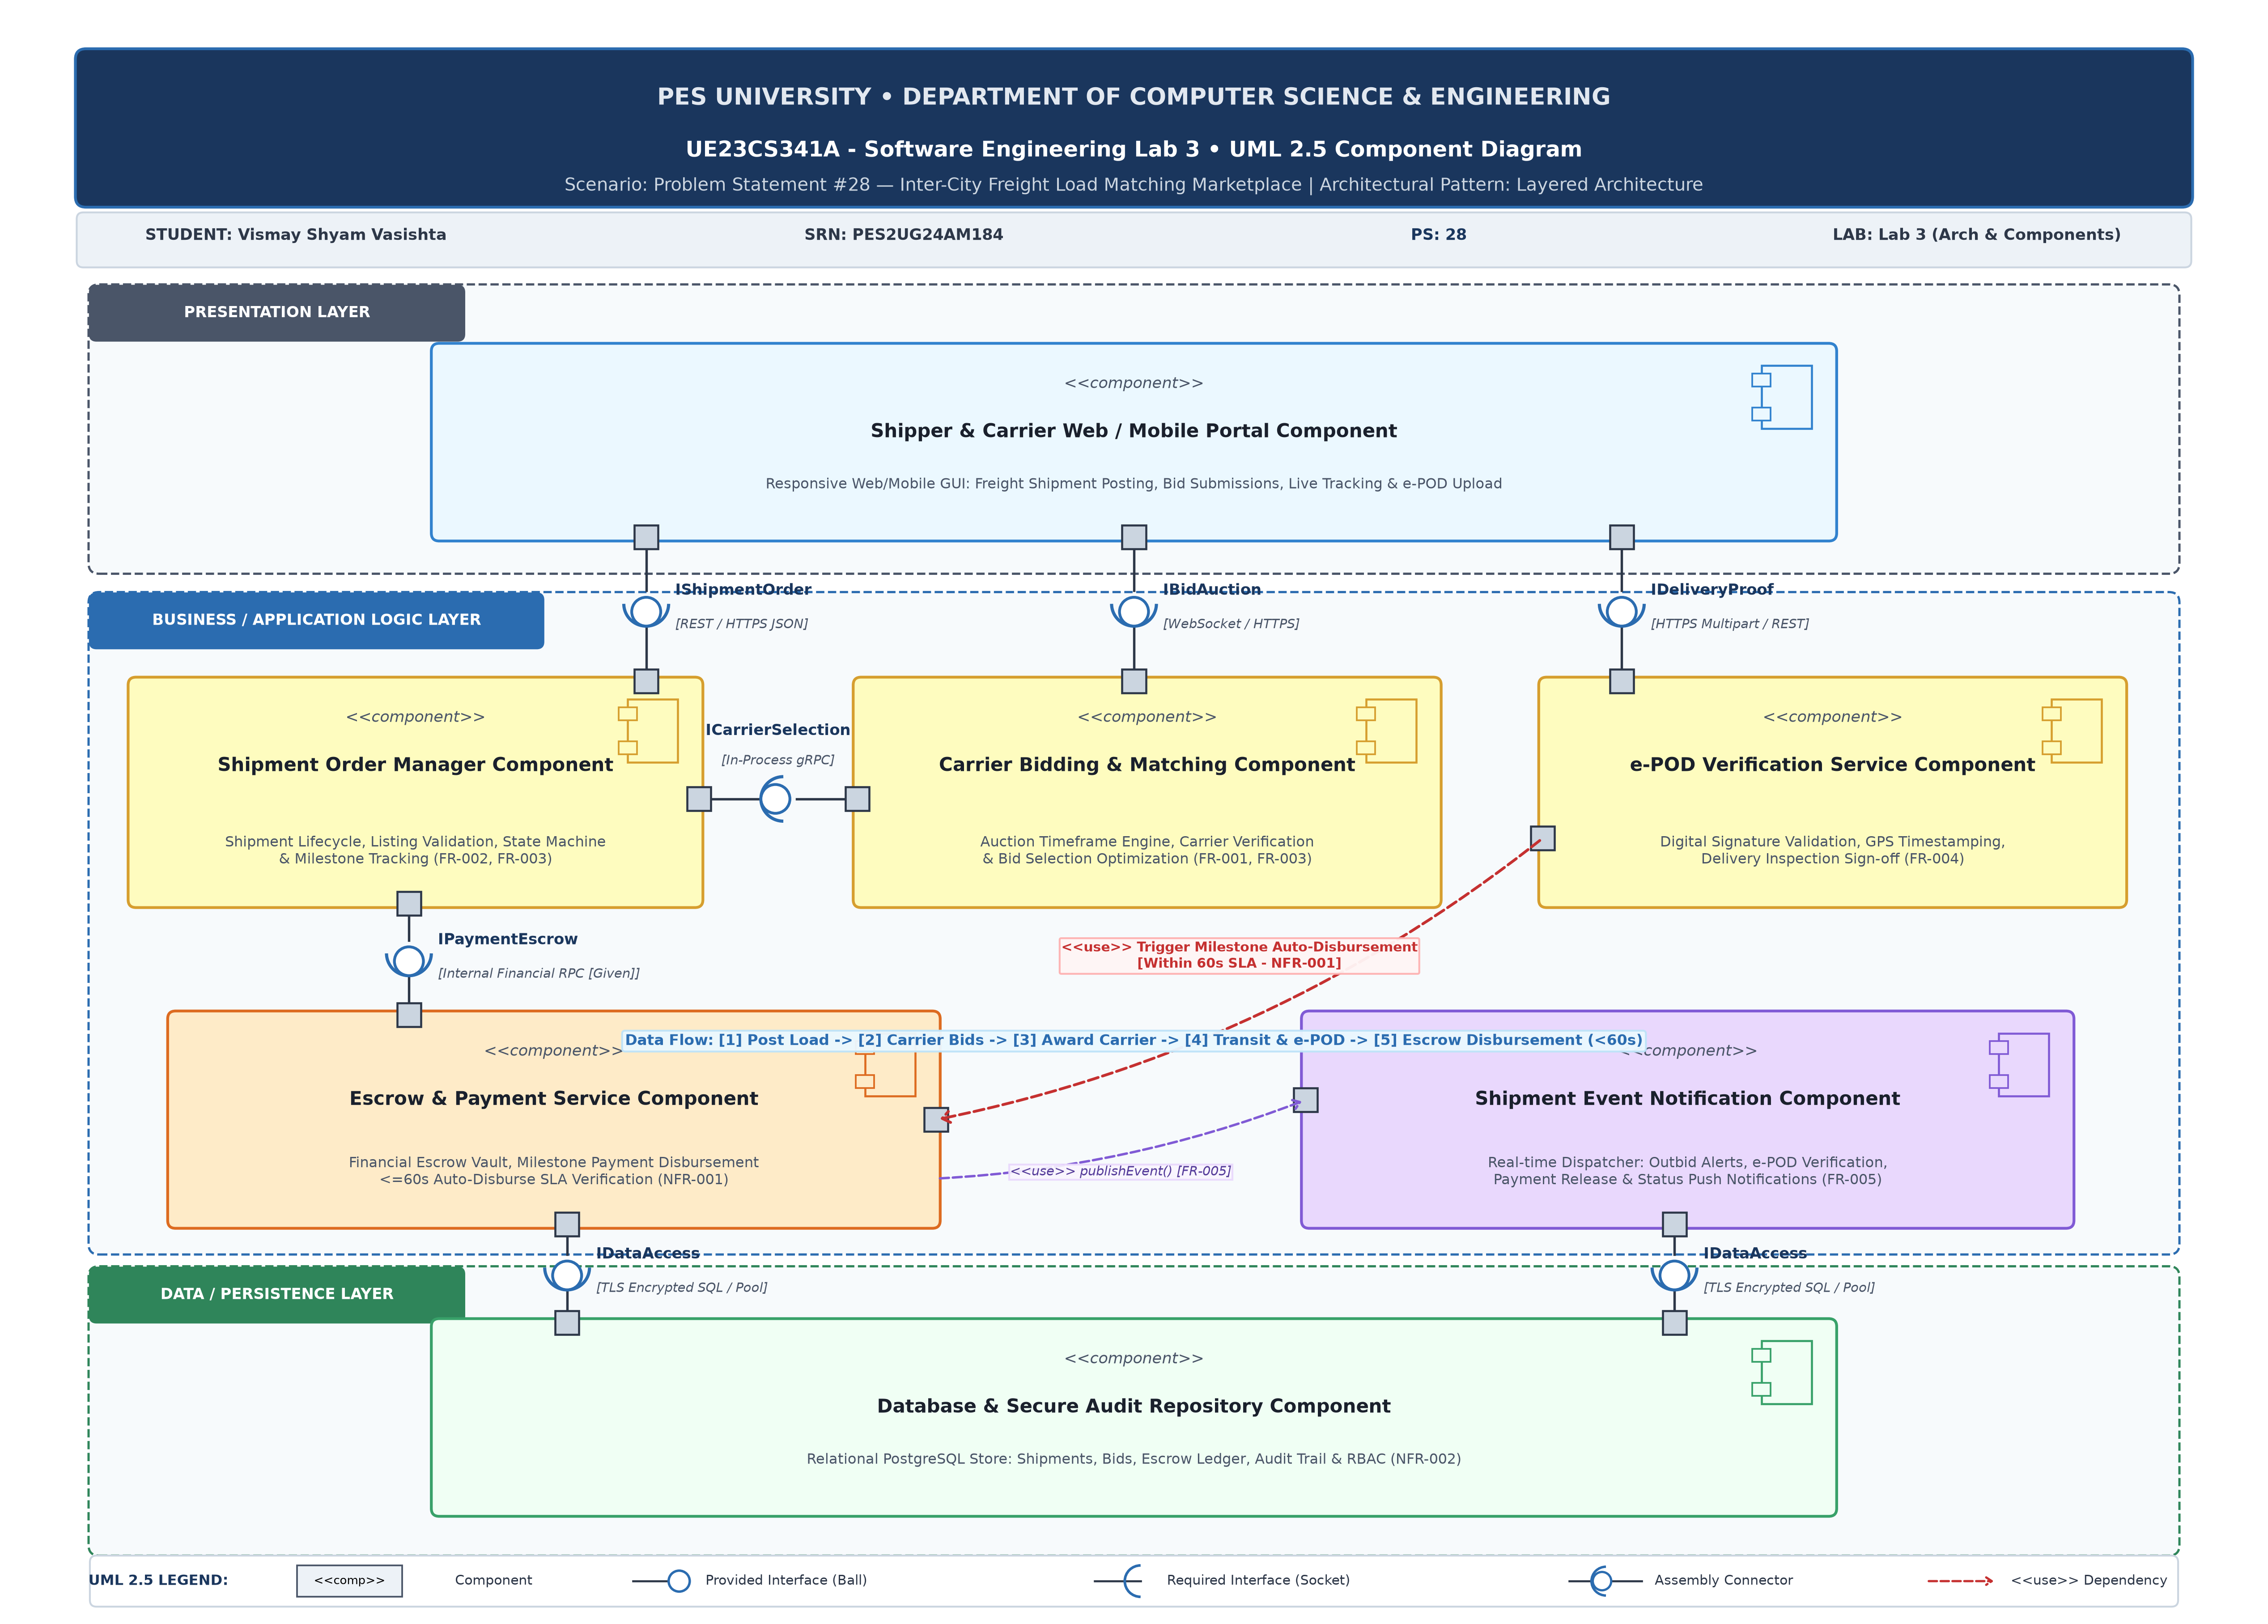 PES UNIVERSITY • DEPARTMENT OF COMPUTER SCIENCE & ENGINEERING
UE23CS341A - Software Engineering Lab 3 • UML 2.5 Component Diagram
Scenario: Problem Statement #28 — Inter-City Freight Load Matching Marketplace | Architectural Pattern: Layered Architecture
STUDENT: Vismay Shyam Vasishta
SRN: PES2UG24AM184
PS: 28
LAB: Lab 3 (Arch & Components)
PRESENTATION LAYER
<<component>>
Shipper & Carrier Web / Mobile Portal Component
Responsive Web/Mobile GUI: Freight Shipment Posting, Bid Submissions, Live Tracking & e-POD Upload
IShipmentOrder
[REST / HTTPS JSON]
IBidAuction
[WebSocket / HTTPS]
IDeliveryProof
[HTTPS Multipart / REST]
BUSINESS / APPLICATION LOGIC LAYER
<<component>>
Shipment Order Manager Component
Shipment Lifecycle, Listing Validation, State Machine
& Milestone Tracking (FR-002, FR-003)
ICarrierSelection
[In-Process gRPC]
<<component>>
Carrier Bidding & Matching Component
Auction Timeframe Engine, Carrier Verification
& Bid Selection Optimization (FR-001, FR-003)
<<component>>
e-POD Verification Service Component
Digital Signature Validation, GPS Timestamping,
Delivery Inspection Sign-off (FR-004)
IPaymentEscrow
[Internal Financial RPC [Given]]
<<use>> Trigger Milestone Auto-Disbursement
[Within 60s SLA - NFR-001]
Data Flow: [1] Post Load -> [2] Carrier Bids -> [3] Award Carrier -> [4] Transit & e-POD -> [5] Escrow Disbursement (<60s)
<<component>>
Escrow & Payment Service Component
Financial Escrow Vault, Milestone Payment Disbursement
<=60s Auto-Disburse SLA Verification (NFR-001)
<<use>> publishEvent() [FR-005]
<<component>>
Shipment Event Notification Component
Real-time Dispatcher: Outbid Alerts, e-POD Verification,
Payment Release & Status Push Notifications (FR-005)
IDataAccess
[TLS Encrypted SQL / Pool]
IDataAccess
[TLS Encrypted SQL / Pool]
DATA / PERSISTENCE LAYER
<<component>>
Database & Secure Audit Repository Component
Relational PostgreSQL Store: Shipments, Bids, Escrow Ledger, Audit Trail & RBAC (NFR-002)
UML 2.5 LEGEND:
<<comp>>
Component
Provided Interface (Ball)
Required Interface (Socket)
Assembly Connector
<<use>> Dependency